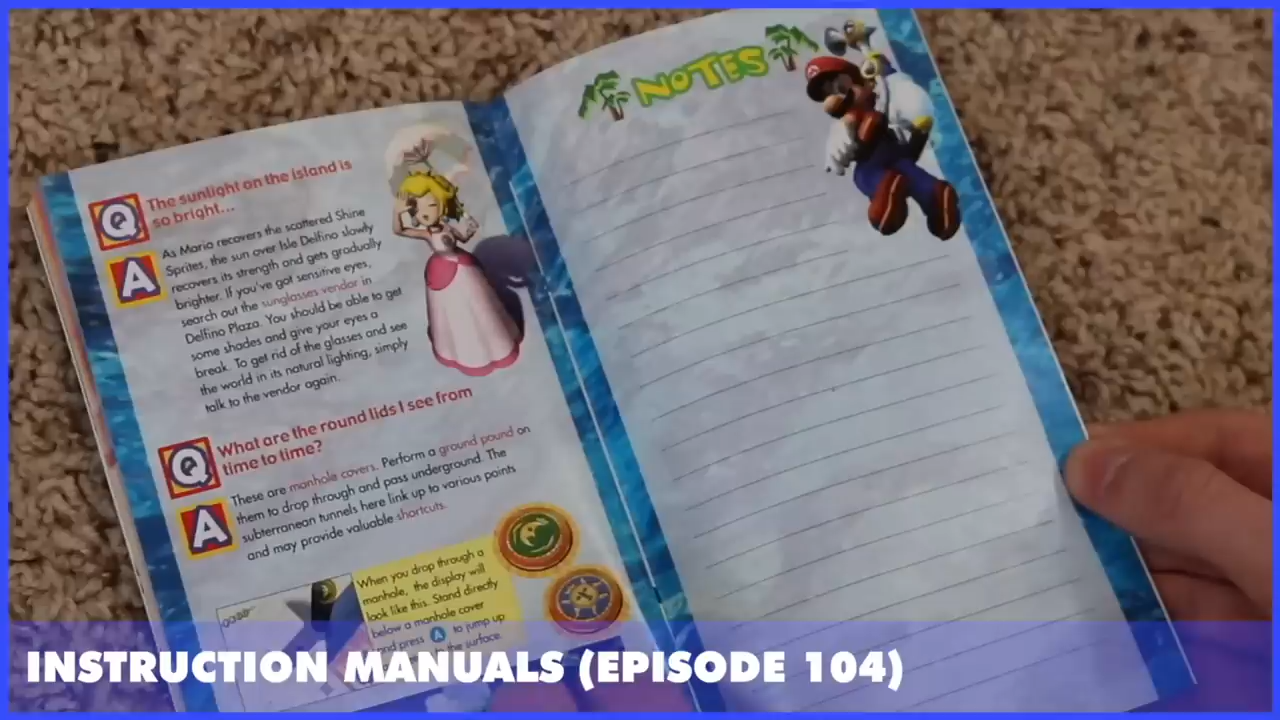 Q The sunlight on the island is
so bright...
A As Mario recovers the scattered Shine
Sprites, the sun over Isle Delfino slowly
recovers its strength and gets gradually
brighter. If you've got sensitive eyes,
search out the sunglasses vendor in
Delfino Plaza. You should be able to get
some shades and give your eyes a
break. To get rid of the glasses and see
the world in its natural lighting, simply
talk to the vendor again.
Q What are the round lids I see from
time to time?
A These are manhole covers. Perform a ground pound on
them to drop through and pass underground. The
subterranean tunnels here link up to various points
and may provide valuable shortcuts.
When you drop through a
manhole, the display will
look like this. Stand directly
below a manhole cover
and press A to jump up
to the surface.
NOTES
INSTRUCTION MANUALS (EPISODE 104)